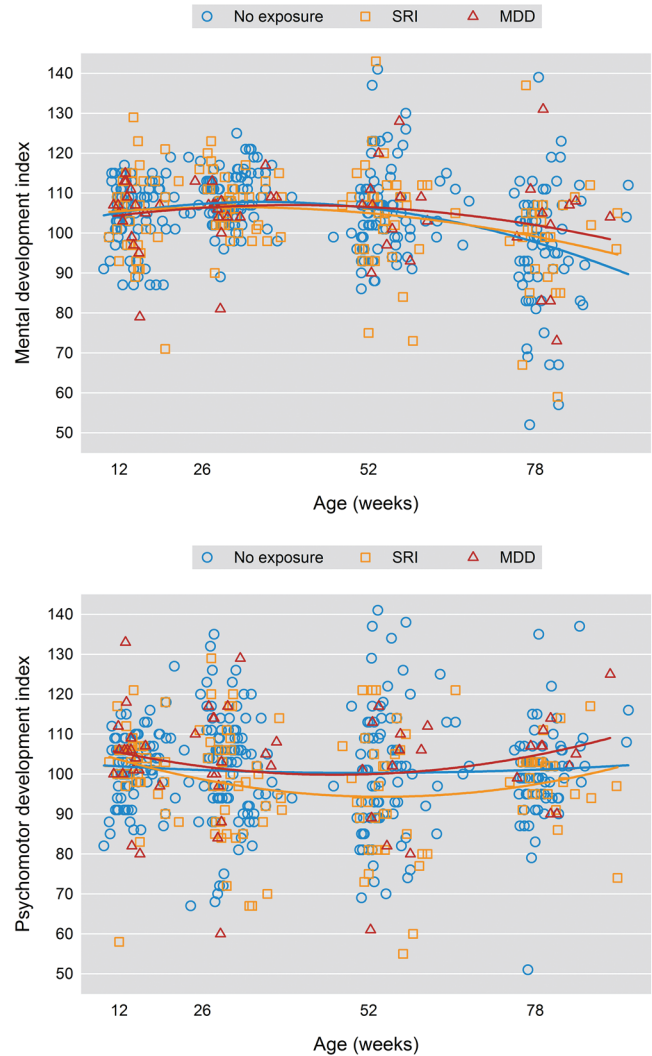 No exposure SRI MDD
140
130
120
110
100
90
80
70
60
50
Mental development index
12 26 52 78
Age (weeks)
No exposure SRI MDD
140
130
120
110
100
90
80
70
60
50
Psychomotor development index
12 26 52 78
Age (weeks)